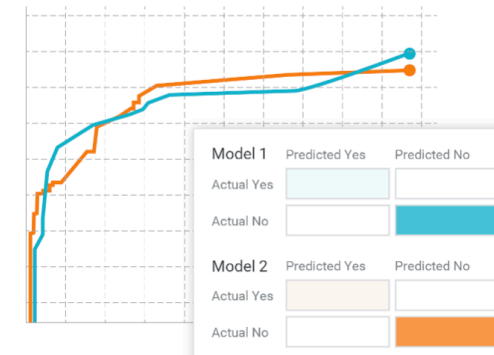 Model 1 Predicted Yes Predicted No
Actual Yes
Actual No
Model 2 Predicted Yes Predicted No
Actual Yes
Actual No